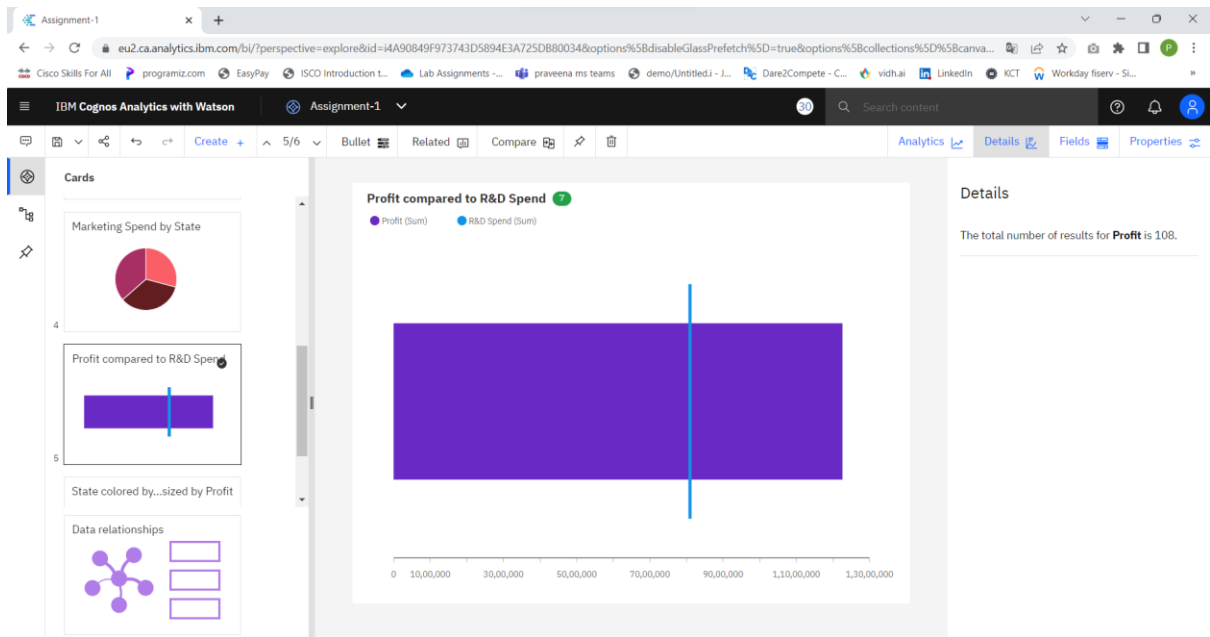 Assignment-1
eu2.ca.analytics.ibm.com/bi/?perspective=explore&id=i4A90849F973743D5894E3A725DB80034&options%5BdisableGlassPrefetch%5D=true&options%5Bcollections%5D%5Bcanva...
Cisco Skills For All programiz.com EasyPay ISCO Introduction t... Lab Assignments -... praveena ms teams demo/Untitled.i - J... Dare2Compete - C... vidh.ai LinkedIn KCT Workday fiserv - Si... »
IBM Cognos Analytics with Watson Assignment-1 30 Search content
Create + 5/6 Bullet Related Compare Analytics Details Fields Properties
Cards
Marketing Spend by State
4
Profit compared to R&D Spend
5
State colored by...sized by Profit
Data relationships
Profit compared to R&D Spend 7
Profit (Sum) R&D Spend (Sum)
0 10,00,000 30,00,000 50,00,000 70,00,000 90,00,000 1,10,00,000 1,30,00,000
Details
The total number of results for Profit is 108.